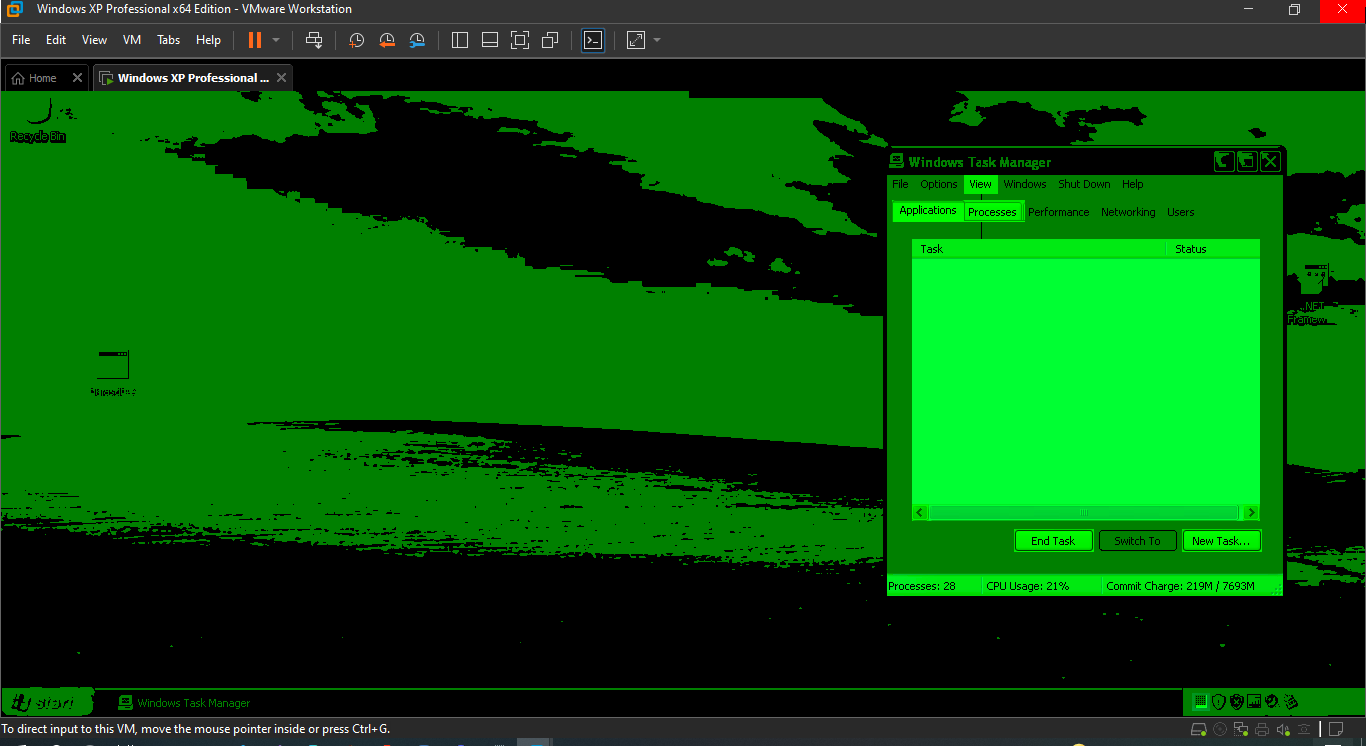 Windows XP Professional x64 Edition - VMware Workstation
File Edit View VM Tabs Help
Home
Windows XP Professional ...
Recycle Bin
Windows Task Manager
File Options View Windows Shut Down Help
Applications Processes Performance Networking Users
Task Status
.NET
End Task Switch To New Task...
Processes: 28 CPU Usage: 21% Commit Charge: 219M / 7693M
start Windows Task Manager
To direct input to this VM, move the mouse pointer inside or press Ctrl+G.